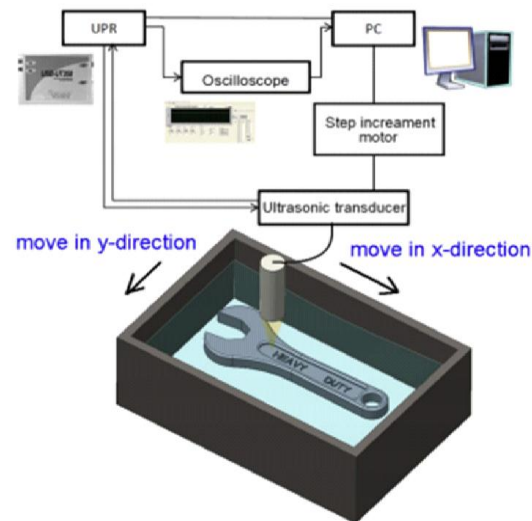 UPR
PC
Oscilloscope
Step increament
motor
Ultrasonic transducer
move in y-direction
move in x-direction
HEAVY DUTY